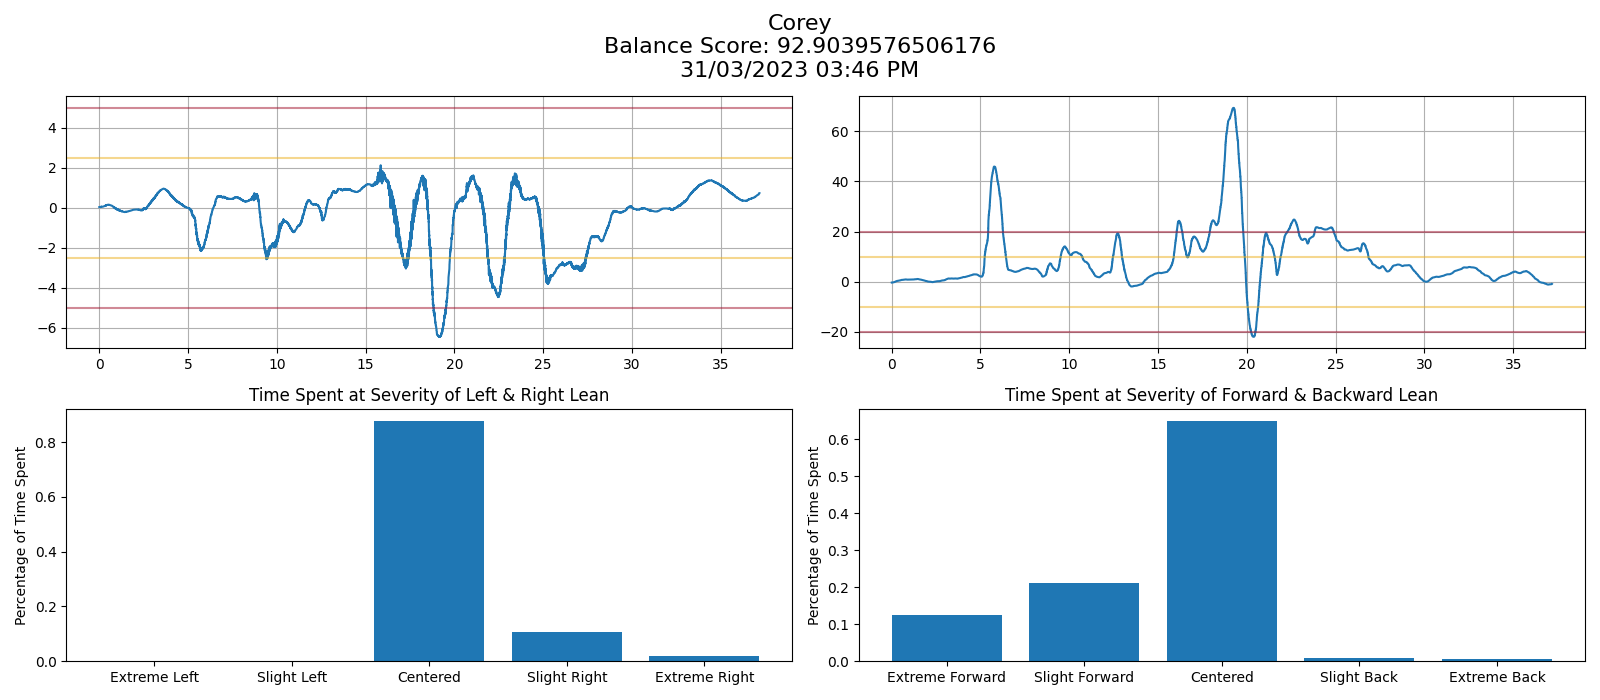 Corey
Balance Score: 92.9039576506176
31/03/2023 03:46 PM
4
2
0
−2
−4
−6
0 5 10 15 20 25 30 35
60
40
20
0
−20
0 5 10 15 20 25 30 35
Time Spent at Severity of Left & Right Lean
Percentage of Time Spent
0.8
0.6
0.4
0.2
0.0
Extreme Left Slight Left Centered Slight Right Extreme Right
Time Spent at Severity of Forward & Backward Lean
Percentage of Time Spent
0.6
0.5
0.4
0.3
0.2
0.1
0.0
Extreme Forward Slight Forward Centered Slight Back Extreme Back